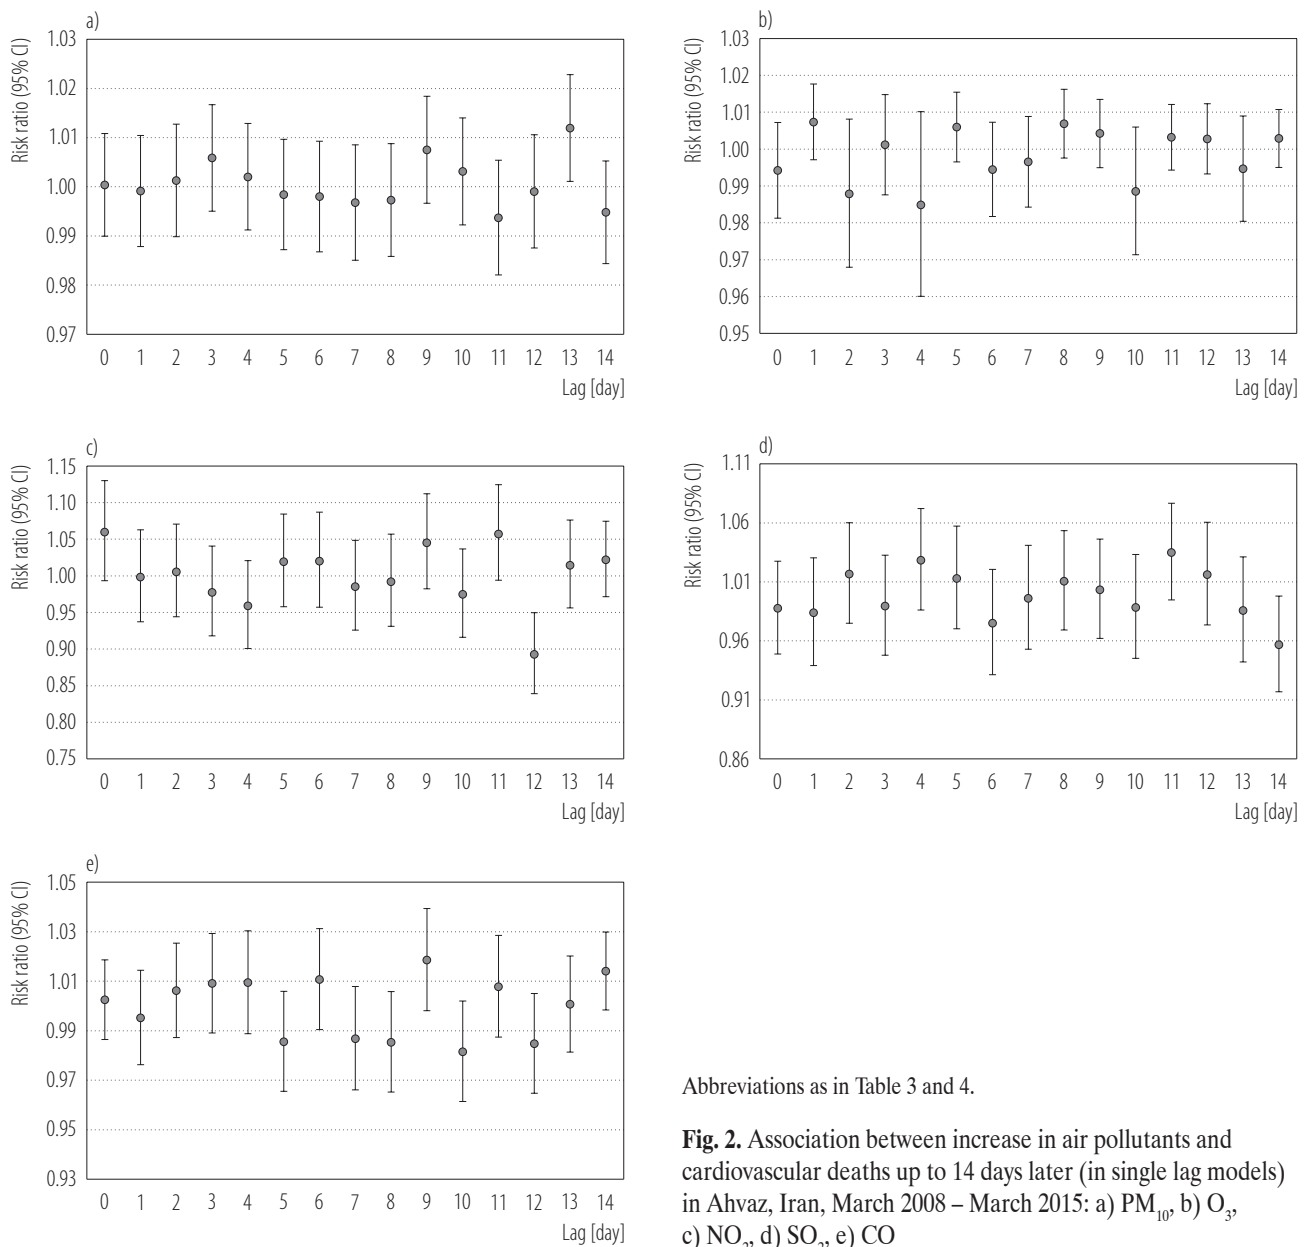 a)
Risk ratio (95% CI)
1.03
1.02
1.01
1.00
0.99
0.98
0.97
0 1 2 3 4 5 6 7 8 9 10 11 12 13 14
Lag [day]
b)
Risk ratio (95% CI)
1.03
1.02
1.01
1.00
0.99
0.98
0.97
0.96
0.95
0 1 2 3 4 5 6 7 8 9 10 11 12 13 14
Lag [day]
c)
Risk ratio (95% CI)
1.15
1.10
1.05
1.00
0.95
0.90
0.85
0.80
0.75
0 1 2 3 4 5 6 7 8 9 10 11 12 13 14
Lag [day]
d)
Risk ratio (95% CI)
1.11
1.06
1.01
0.96
0.91
0.86
0 1 2 3 4 5 6 7 8 9 10 11 12 13 14
Lag [day]
e)
Risk ratio (95% CI)
1.05
1.03
1.01
0.99
0.97
0.95
0.93
0 1 2 3 4 5 6 7 8 9 10 11 12 13 14
Lag [day]
Abbreviations as in Table 3 and 4.
Fig. 2. Association between increase in air pollutants and
cardiovascular deaths up to 14 days later (in single lag models)
in Ahvaz, Iran, March 2008 – March 2015: a) PM₁₀, b) O₃,
c) NO₂, d) SO₂, e) CO